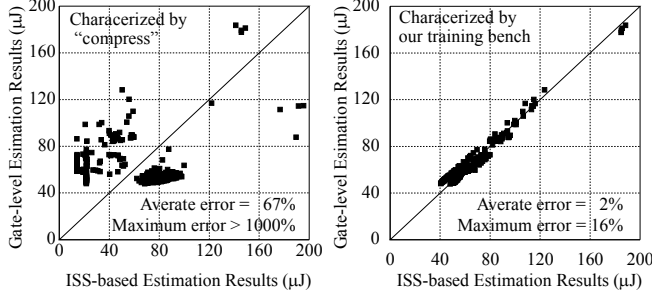 Characerized by
“compress”
Averate error = 67%
Maximum error > 1000%
Gate-level Estimation Results (μJ)
200
160
120
80
40
0
0 40 80 120 160 200
ISS-based Estimation Results (μJ)
Characerized by
our training bench
Averate error = 2%
Maximum error = 16%
Gate-level Estimation Results (μJ)
200
160
120
80
40
0
0 40 80 120 160 200
ISS-based Estimation Results (μJ)